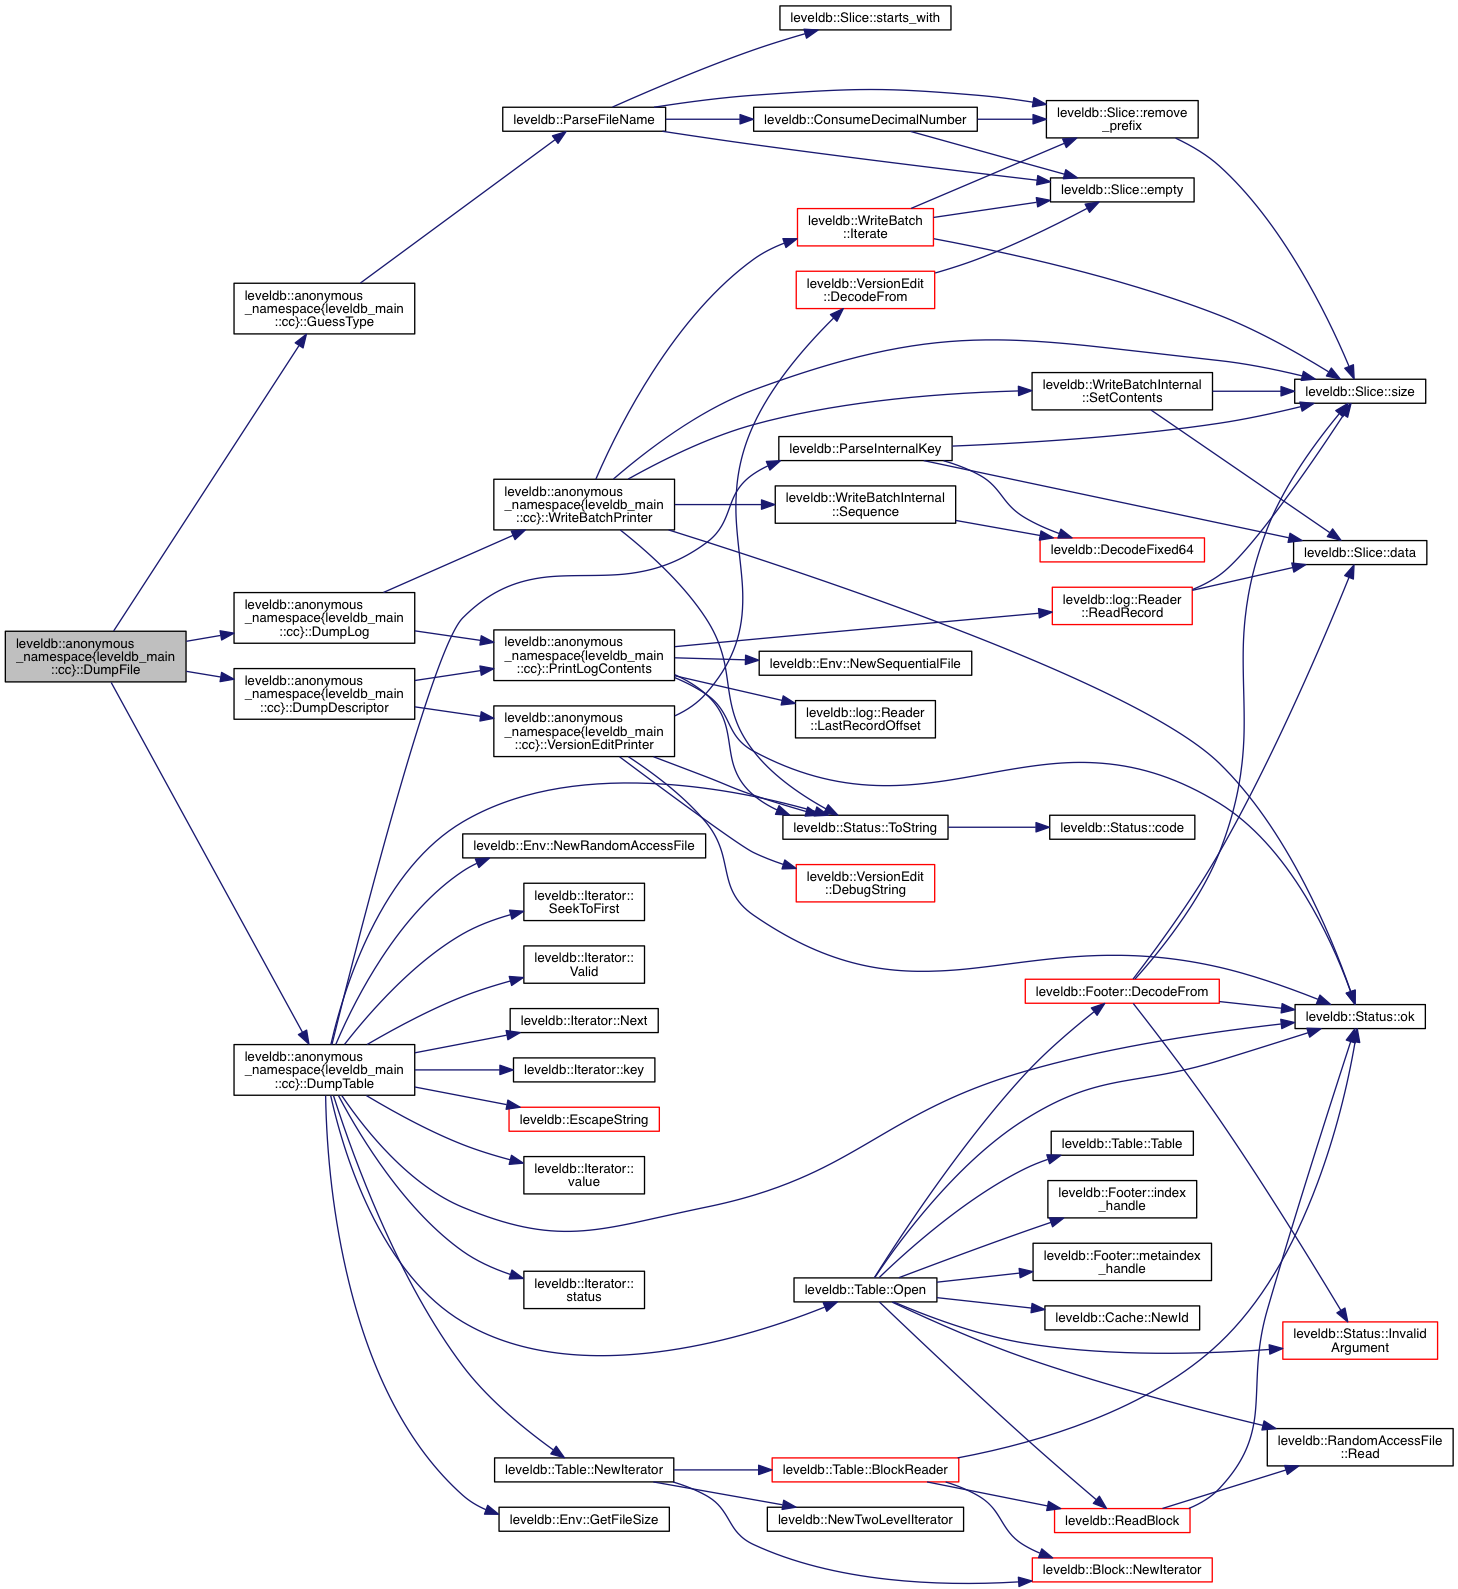 leveldb::Slice::starts_with
leveldb::ParseFileName
leveldb::ConsumeDecimalNumber
leveldb::Slice::remove
_prefix
leveldb::Slice::empty
leveldb::WriteBatch
::Iterate
leveldb::VersionEdit
::DecodeFrom
leveldb::anonymous
_namespace{leveldb_main
::cc}::GuessType
leveldb::WriteBatchInternal
::SetContents
leveldb::Slice::size
leveldb::ParseInternalKey
leveldb::anonymous
_namespace{leveldb_main
::cc}::WriteBatchPrinter
leveldb::WriteBatchInternal
::Sequence
leveldb::DecodeFixed64
leveldb::Slice::data
leveldb::log::Reader
::ReadRecord
leveldb::anonymous
_namespace{leveldb_main
::cc}::DumpLog
leveldb::anonymous
_namespace{leveldb_main
::cc}::DumpFile
leveldb::anonymous
_namespace{leveldb_main
::cc}::PrintLogContents
leveldb::Env::NewSequentialFile
leveldb::anonymous
_namespace{leveldb_main
::cc}::DumpDescriptor
leveldb::log::Reader
::LastRecordOffset
leveldb::anonymous
_namespace{leveldb_main
::cc}::VersionEditPrinter
leveldb::Status::ToString
leveldb::Status::code
leveldb::Env::NewRandomAccessFile
leveldb::VersionEdit
::DebugString
leveldb::Iterator::
SeekToFirst
leveldb::Iterator::
Valid
leveldb::Footer::DecodeFrom
leveldb::Status::ok
leveldb::Iterator::Next
leveldb::anonymous
_namespace{leveldb_main
::cc}::DumpTable
leveldb::Iterator::key
leveldb::EscapeString
leveldb::Table::Table
leveldb::Iterator::
value
leveldb::Footer::index
_handle
leveldb::Footer::metaindex
_handle
leveldb::Iterator::
status
leveldb::Table::Open
leveldb::Cache::NewId
leveldb::Status::Invalid
Argument
leveldb::RandomAccessFile
::Read
leveldb::Table::NewIterator
leveldb::Table::BlockReader
leveldb::Env::GetFileSize
leveldb::NewTwoLevelIterator
leveldb::ReadBlock
leveldb::Block::NewIterator